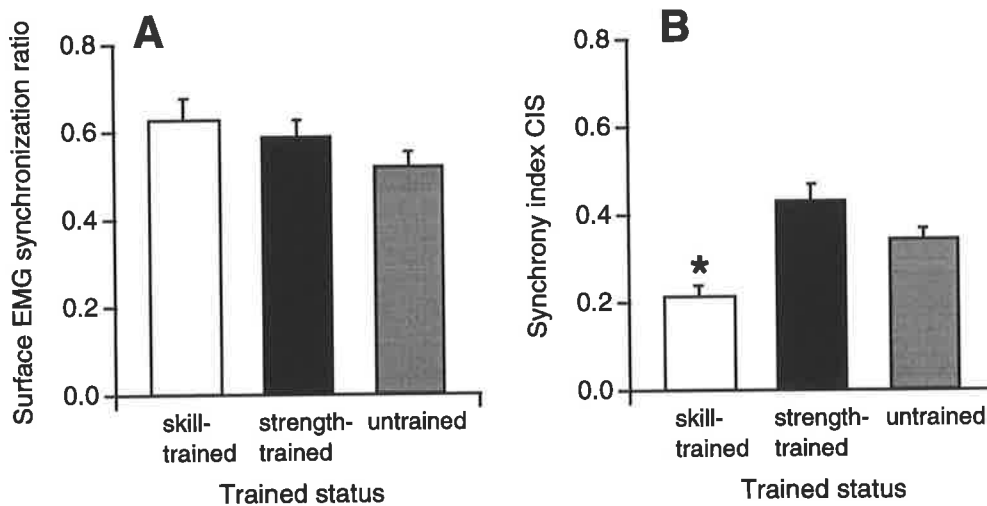 A
Surface EMG synchronization ratio
0.8
0.6
0.4
0.2
0.0
skill-
trained
strength-
trained
untrained
Trained status
B
Synchrony index CIS
0.8
0.6
0.4
0.2
0.0
*
skill-
trained
strength-
trained
untrained
Trained status